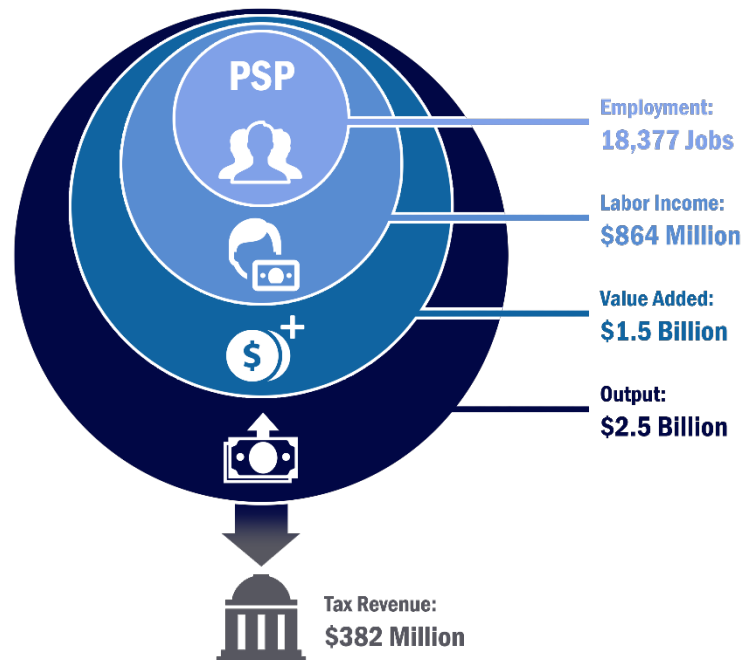 PSP
Employment:
18,377 Jobs
Labor Income:
$864 Million
Value Added:
$1.5 Billion
$
+
Output:
$2.5 Billion
Tax Revenue:
$382 Million